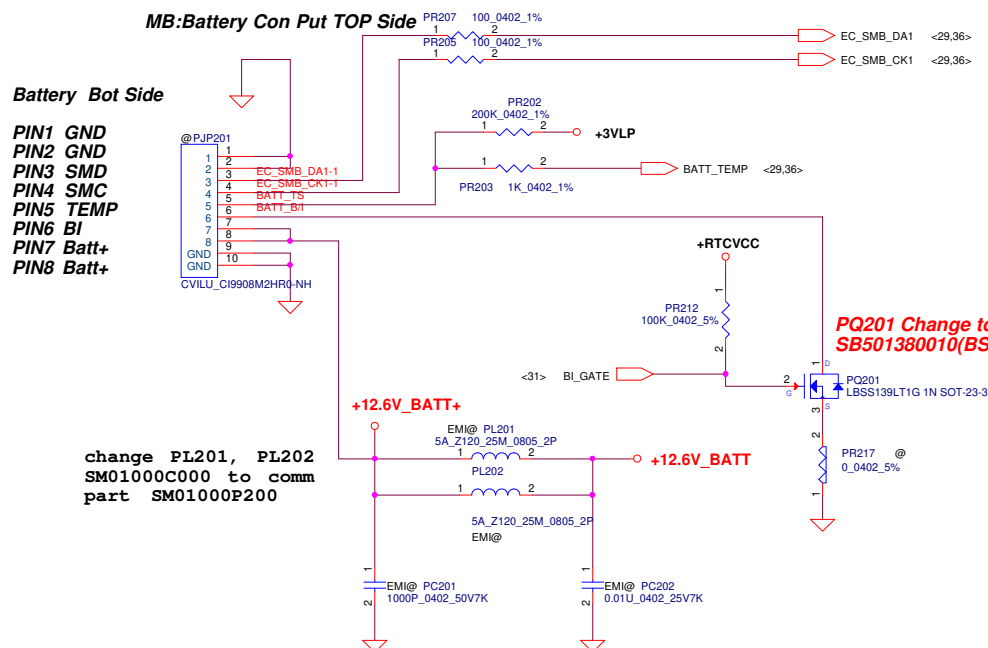 MB:Battery Con Put TOP Side
PR207 100_0402_1%
1 2
EC_SMB_DA1 <29,36>
PR205 100_0402_1%
1 2
EC_SMB_CK1 <29,36>
Battery Bot Side
PIN1 GND
PIN2 GND
PIN3 SMD
PIN4 SMC
PIN5 TEMP
PIN6 BI
PIN7 Batt+
PIN8 Batt+
@PJP201
1 1
2 2
3 3
4 4
5 5
6 6
7 7
8 8
GND 9
GND 10
EC_SMB_DA1-1
EC_SMB_CK1-1
BATT_TS
BATT_B/I
CVILU_CI9908M2HR0-NH
PR202
200K_0402_1%
1 2
+3VLP
1 2
PR203 1K_0402_1%
BATT_TEMP <29,36>
+RTCVCC
1
PR212
100K_0402_5%
2
<31> BI_GATE
PQ201 Change to
SB501380010(BS
1 D
2 G
3 S
PQ201
LBSS139LT1G 1N SOT-23-3
2
PR217 @
0_0402_5%
1
+12.6V_BATT+
EMI@ PL201
5A_Z120_25M_0805_2P
1 2
+12.6V_BATT
PL202
1 2
5A_Z120_25M_0805_2P
EMI@
change PL201, PL202
SM01000C000 to comm
part SM01000P200
1
EMI@ PC201
1000P_0402_50V7K
2
1
EMI@ PC202
0.01U_0402_25V7K
2